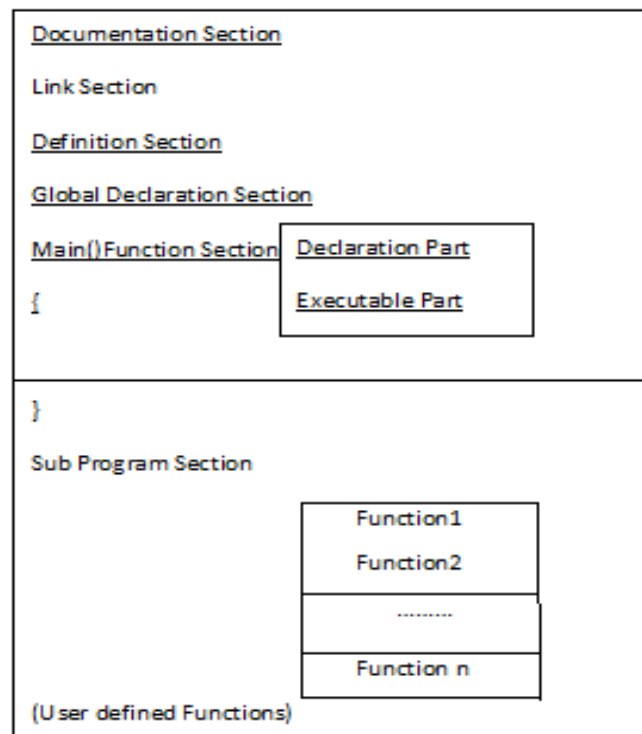 Documentation Section
Link Section
Definition Section
Global Declaration Section
Main()Function Section
Declaration Part
{
Executable Part
}
Sub Program Section
Function1
Function2
.........
Function n
(User defined Functions)